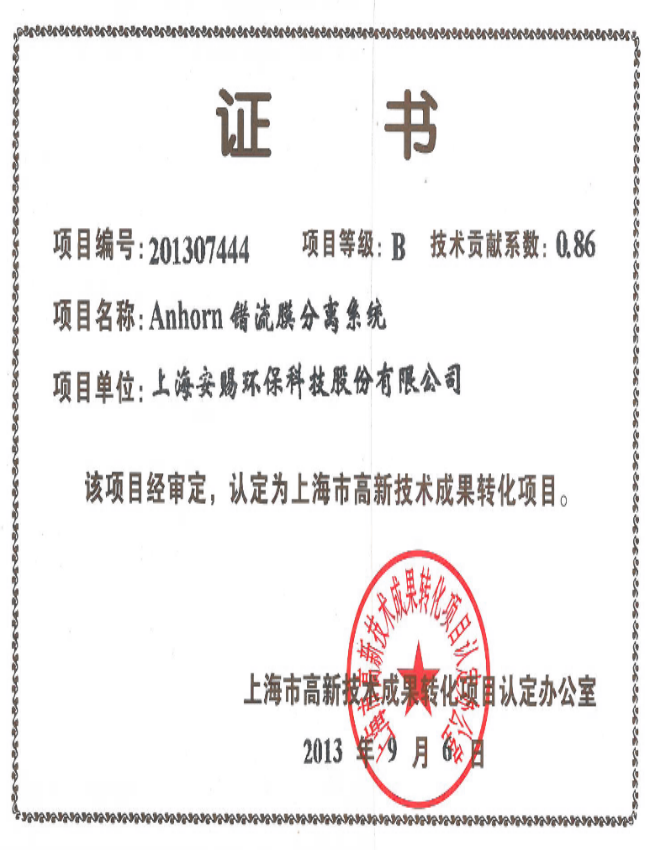 证 书
项目编号: 201307444 项目等级: B 技术贡献系数: 0.86
项目名称: Anhorn 错流膜分离系统
项目单位: 上海安赐环保科技股份有限公司
该项目经审定，认定为上海市高新技术成果转化项目。
上海市高新技术成果转化项目认定办公室
上海市高新技术成果转化项目认定办公室
2013 年 9 月 6 日